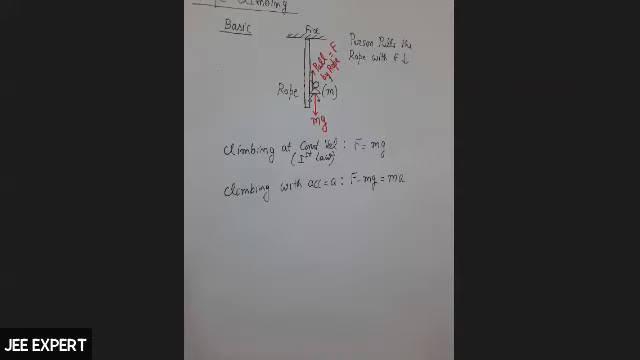 Climbing
Basic
Fix
Pull = F
by Rope
Person Pulls the
Rope with F ↓
Rope
(m)
mg
Climbing at Const Vel : F = mg
(Ist Law)
Climbing with acc = a : F - mg = ma
JEE EXPERT